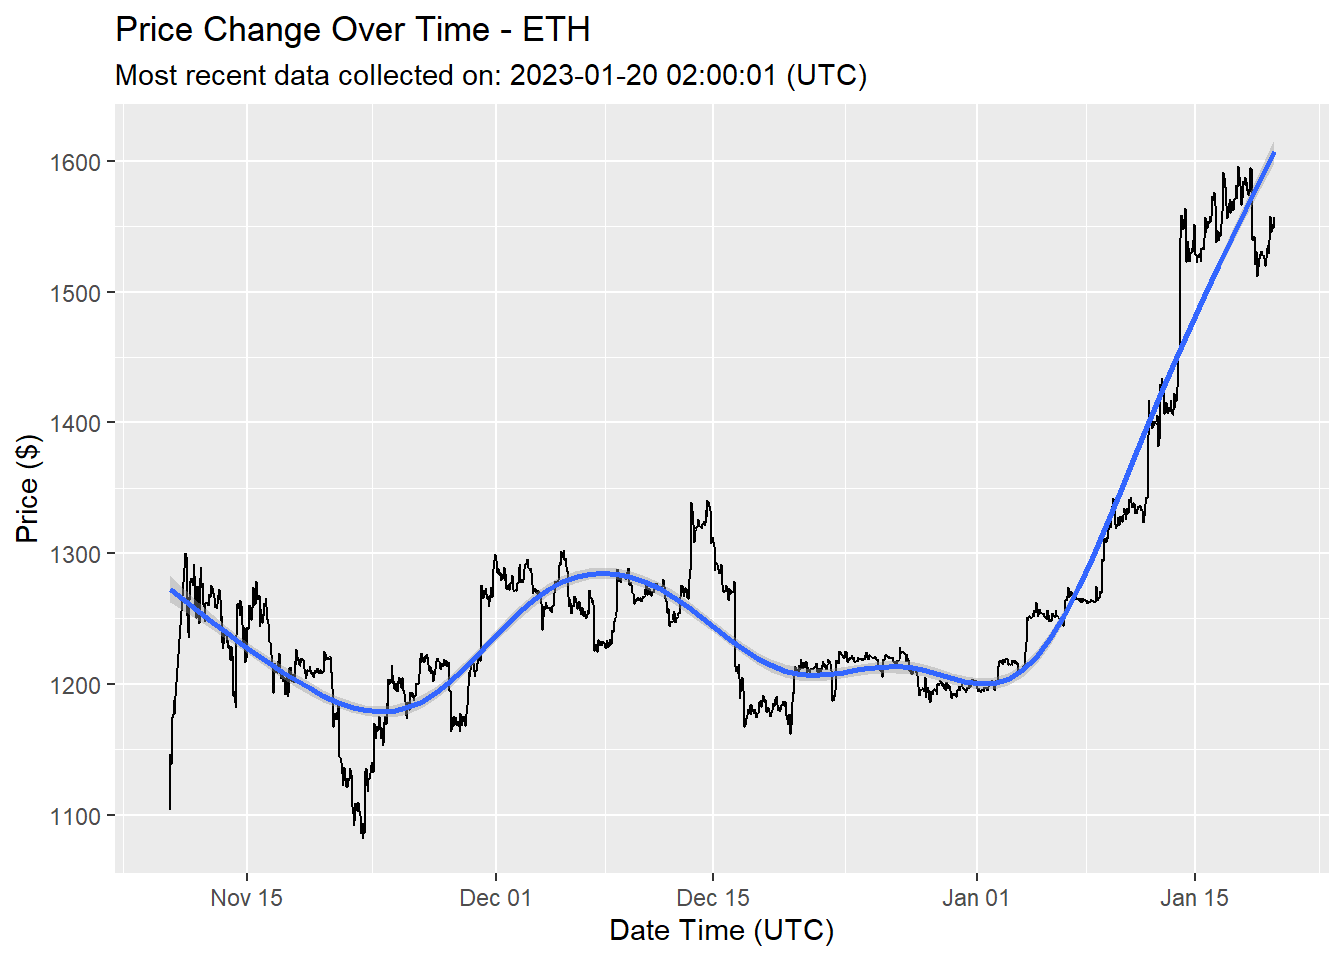 Price Change Over Time - ETH
Most recent data collected on: 2023-01-20 02:00:01 (UTC)
1600
1500
1400
1300
1200
1100
Price ($)
Nov 15
Dec 01
Dec 15
Jan 01
Jan 15
Date Time (UTC)